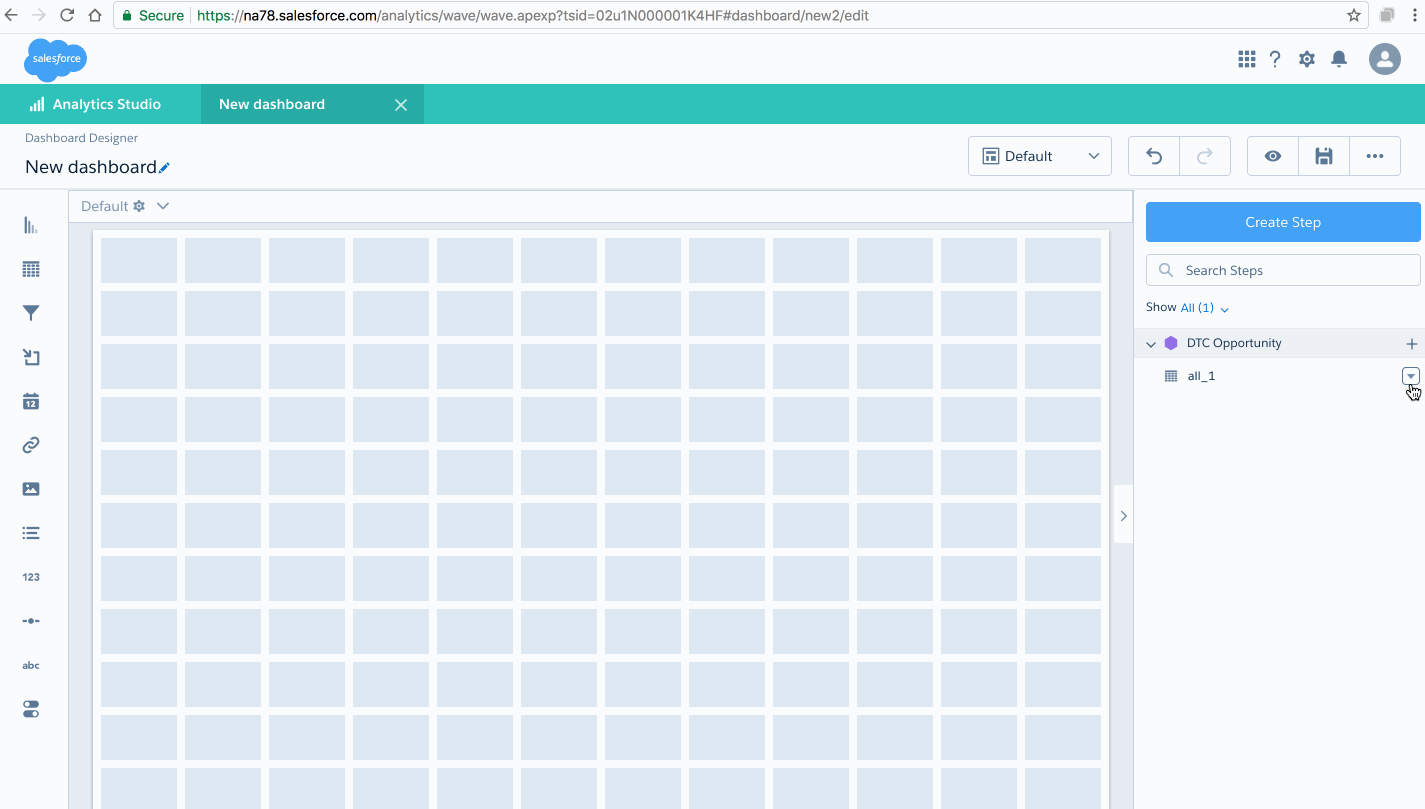 Secure https://na78.salesforce.com/analytics/wave/wave.apexp?tsid=02u1N000001K4HF#dashboard/new2/edit
salesforce
Analytics Studio New dashboard
Dashboard Designer
New dashboard
Default
Default
Create Step
Search Steps
Show All (1)
DTC Opportunity
all_1
12
123
abc